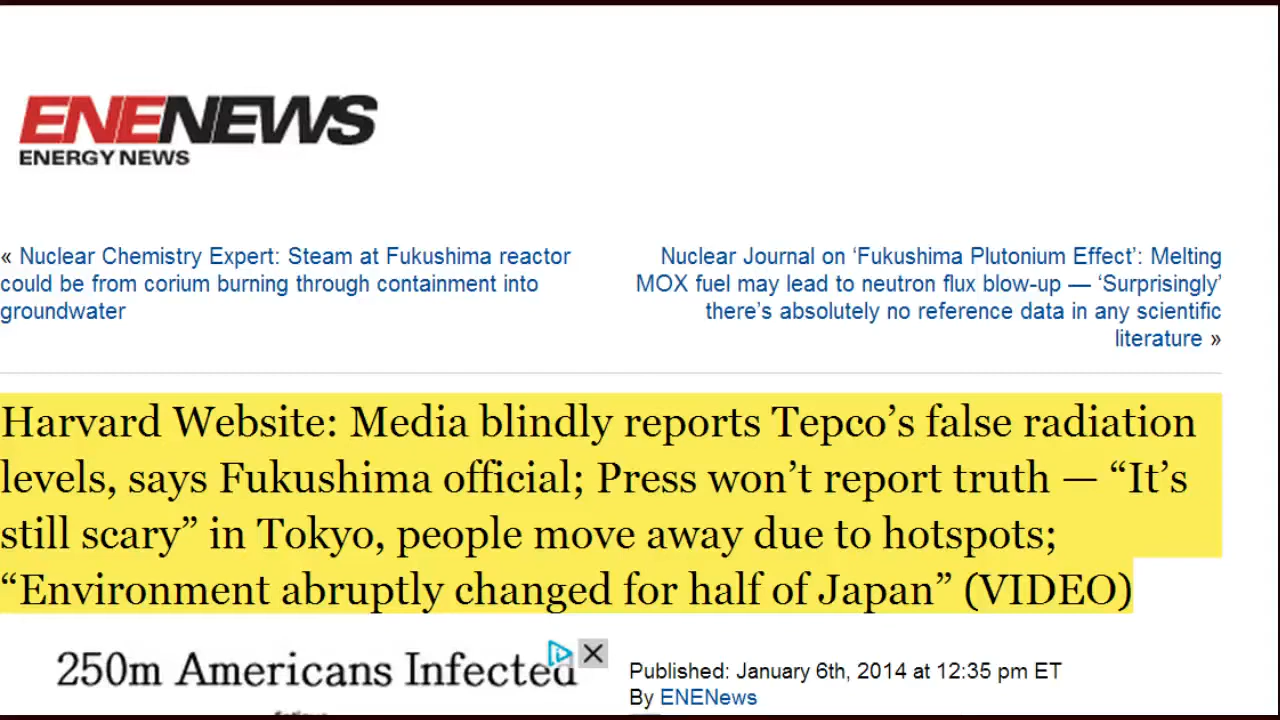 ENENEWS
ENERGY NEWS
« Nuclear Chemistry Expert: Steam at Fukushima reactor
could be from corium burning through containment into
groundwater
Nuclear Journal on ‘Fukushima Plutonium Effect’: Melting
MOX fuel may lead to neutron flux blow-up — ‘Surprisingly’
there’s absolutely no reference data in any scientific
literature »
Harvard Website: Media blindly reports Tepco’s false radiation
levels, says Fukushima official; Press won’t report truth — “It’s
still scary” in Tokyo, people move away due to hotspots;
“Environment abruptly changed for half of Japan” (VIDEO)
250m Americans Infected
Published: January 6th, 2014 at 12:35 pm ET
By ENENews